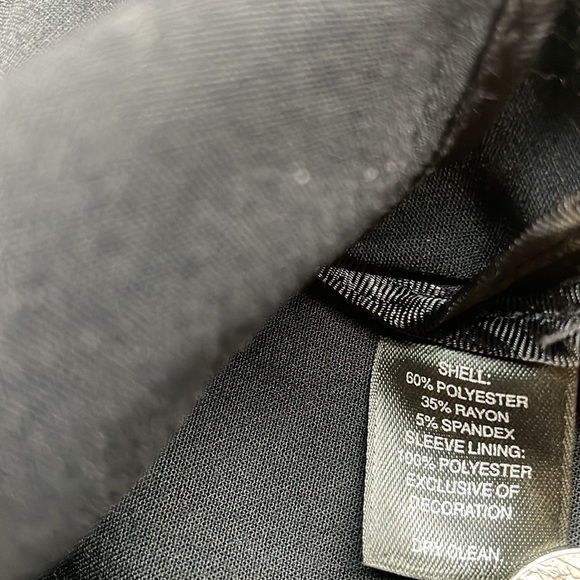 SHELL:
60% POLYESTER
35% RAYON
5% SPANDEX
SLEEVE LINING:
100% POLYESTER
EXCLUSIVE OF
DECORATION
DRY CLEAN.